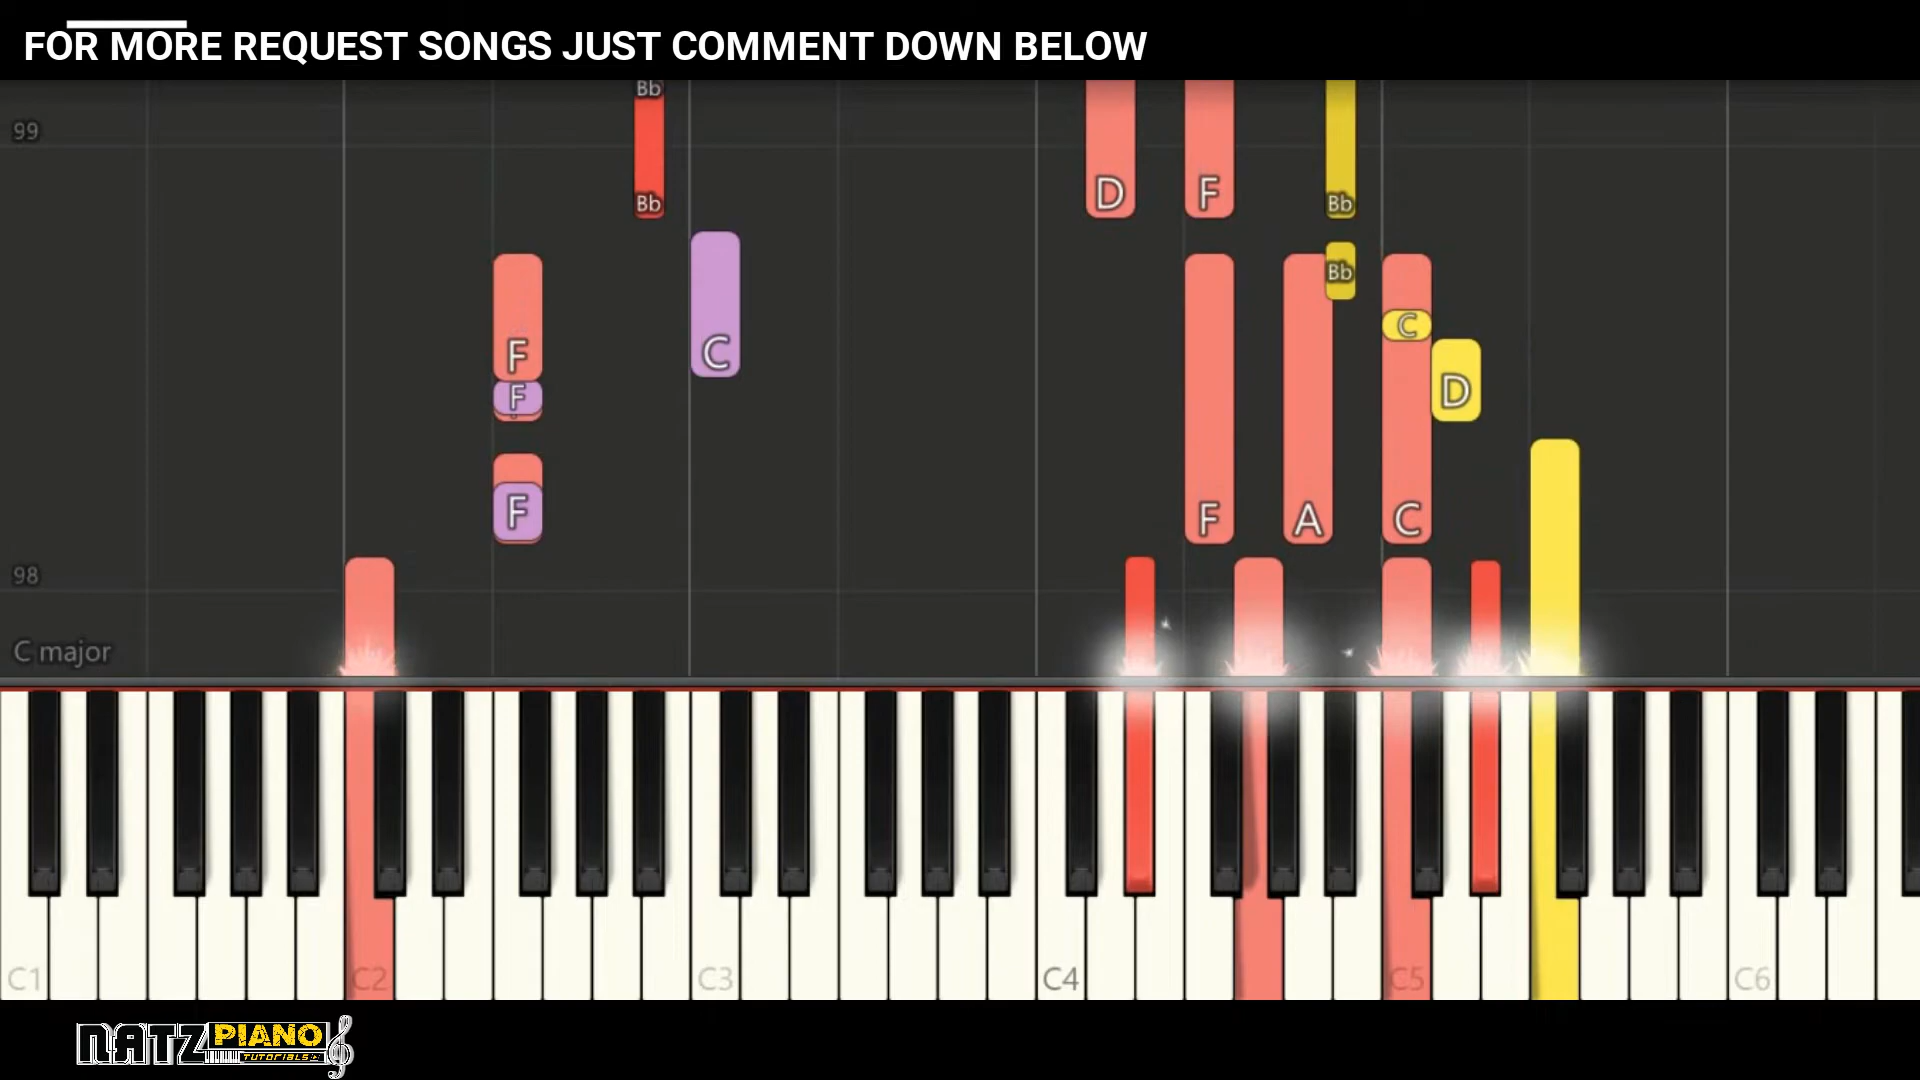 FOR MORE REQUEST SONGS JUST COMMENT DOWN BELOW
Bb
99
Bb
D
F
Bb
Bb
C
F
C
F
D
F
F
A
C
98
C major
C1
C2
C3
C4
C5
C6
NATZ PIANO
TUTORIALS